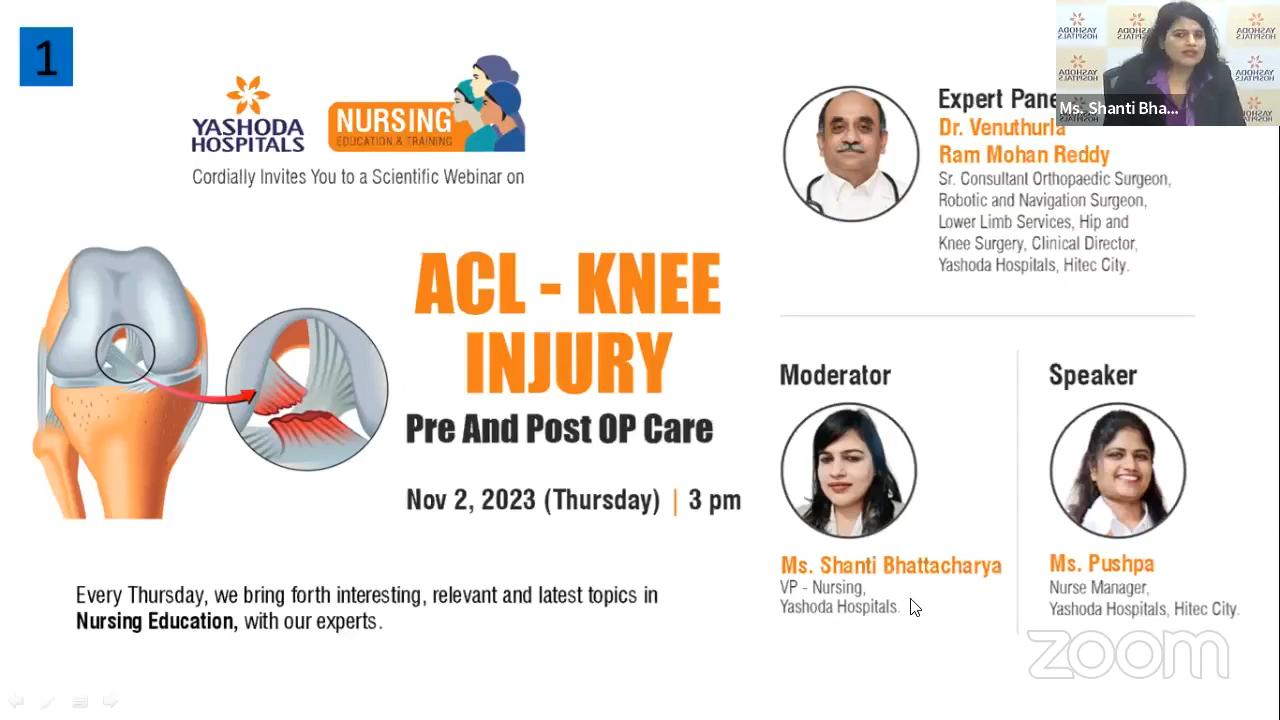 1
YASHODA
HOSPITALS
NURSING
EDUCATION & TRAINING
Cordially Invites You to a Scientific Webinar on
ACL - KNEE
INJURY
Pre And Post OP Care
Nov 2, 2023 (Thursday) | 3 pm
Every Thursday, we bring forth interesting, relevant and latest topics in
Nursing Education, with our experts.
Expert Pane
Dr. Venuthurla
Ram Mohan Reddy
Sr. Consultant Orthopaedic Surgeon,
Robotic and Navigation Surgeon,
Lower Limb Services, Hip and
Knee Surgery, Clinical Director,
Yashoda Hospitals, Hitec City.
Moderator
Ms. Shanti Bhattacharya
VP - Nursing,
Yashoda Hospitals.
Speaker
Ms. Pushpa
Nurse Manager,
Yashoda Hospitals, Hitec City.
Ms. Shanti Bha...
YASHODA
HOSPITALS
zoom